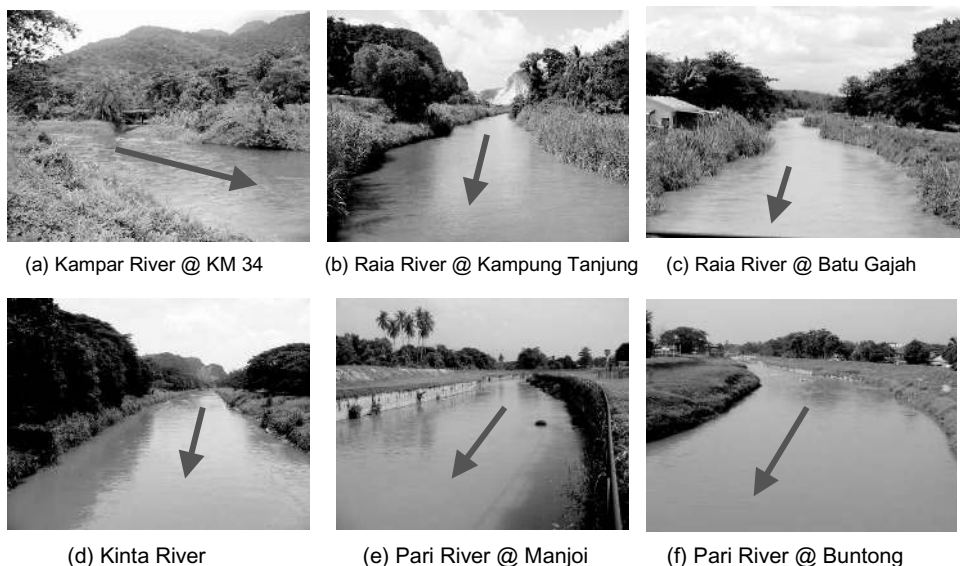 (a) Kampar River @ KM 34
(b) Raia River @ Kampung Tanjung
(c) Raia River @ Batu Gajah
(d) Kinta River
(e) Pari River @ Manjoi
(f) Pari River @ Buntong